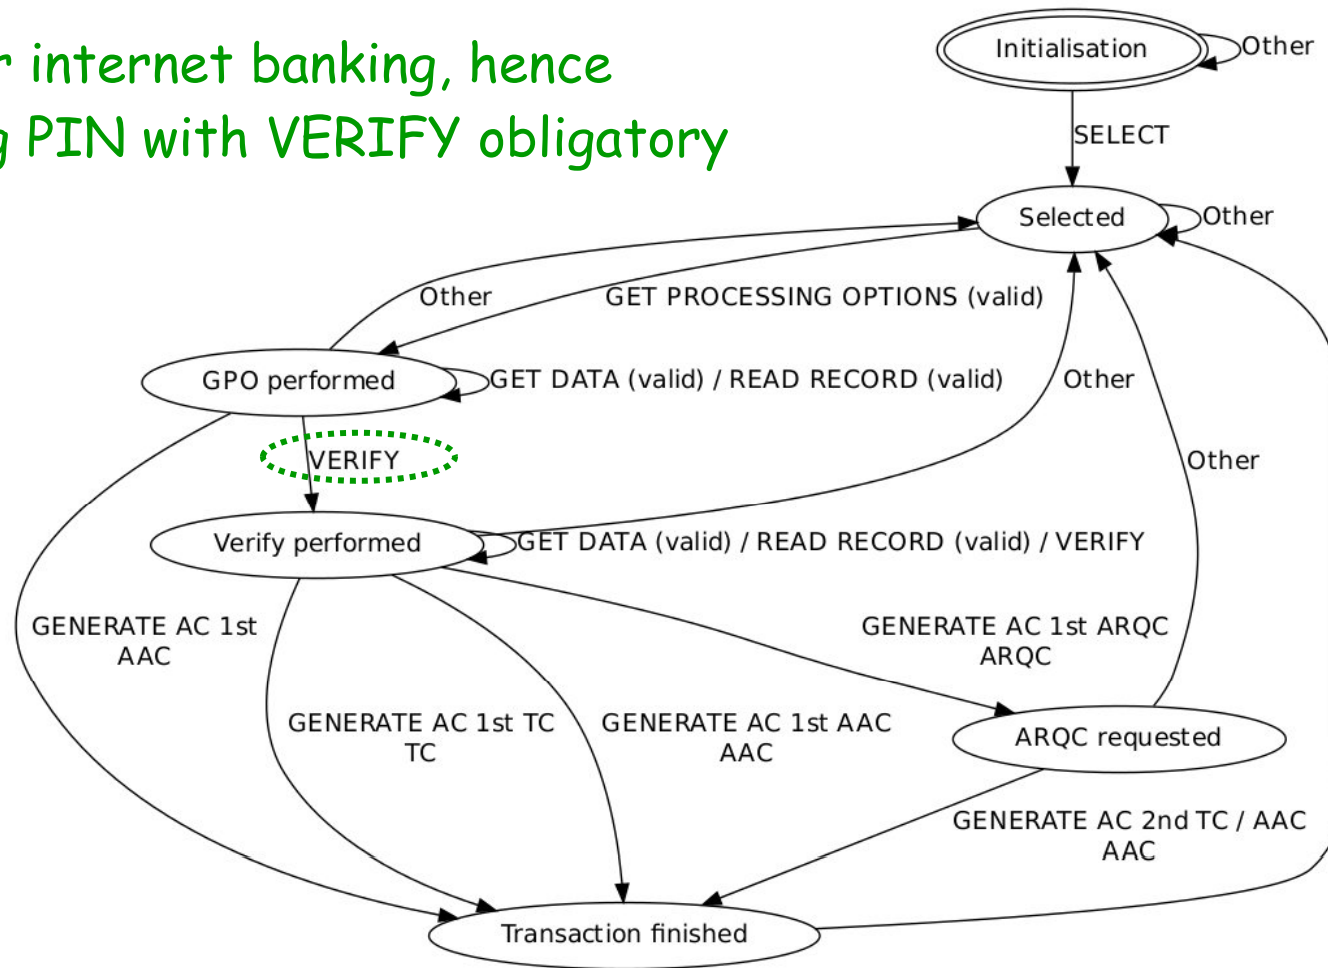 r internet banking, hence
g PIN with VERIFY obligatory
Initialisation
Other
SELECT
Selected
Other
Other
GET PROCESSING OPTIONS (valid)
GPO performed
GET DATA (valid) / READ RECORD (valid)
Other
VERIFY
Other
Verify performed
GET DATA (valid) / READ RECORD (valid) / VERIFY
GENERATE AC 1st
AAC
GENERATE AC 1st ARQC
ARQC
GENERATE AC 1st TC
TC
GENERATE AC 1st AAC
AAC
ARQC requested
GENERATE AC 2nd TC / AAC
AAC
Transaction finished